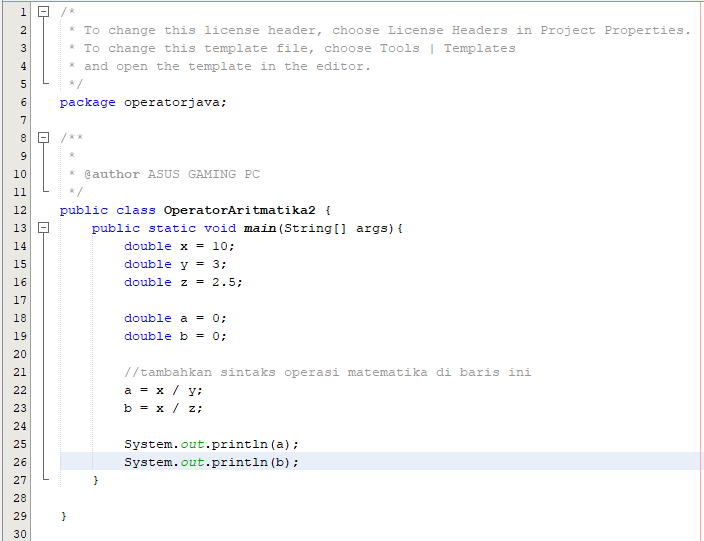 1 /*
2  * To change this license header, choose License Headers in Project Properties.
3  * To change this template file, choose Tools | Templates
4  * and open the template in the editor.
5  */
6 package operatorjava;
7
8 /**
9  *
10  * @author ASUS GAMING PC
11  */
12 public class OperatorAritmatika2 {
13     public static void main(String[] args){
14         double x = 10;
15         double y = 3;
16         double z = 2.5;
17
18         double a = 0;
19         double b = 0;
20
21         //tambahkan sintaks operasi matematika di baris ini
22         a = x / y;
23         b = x / z;
24
25         System.out.println(a);
26         System.out.println(b);
27     }
28
29 }
30